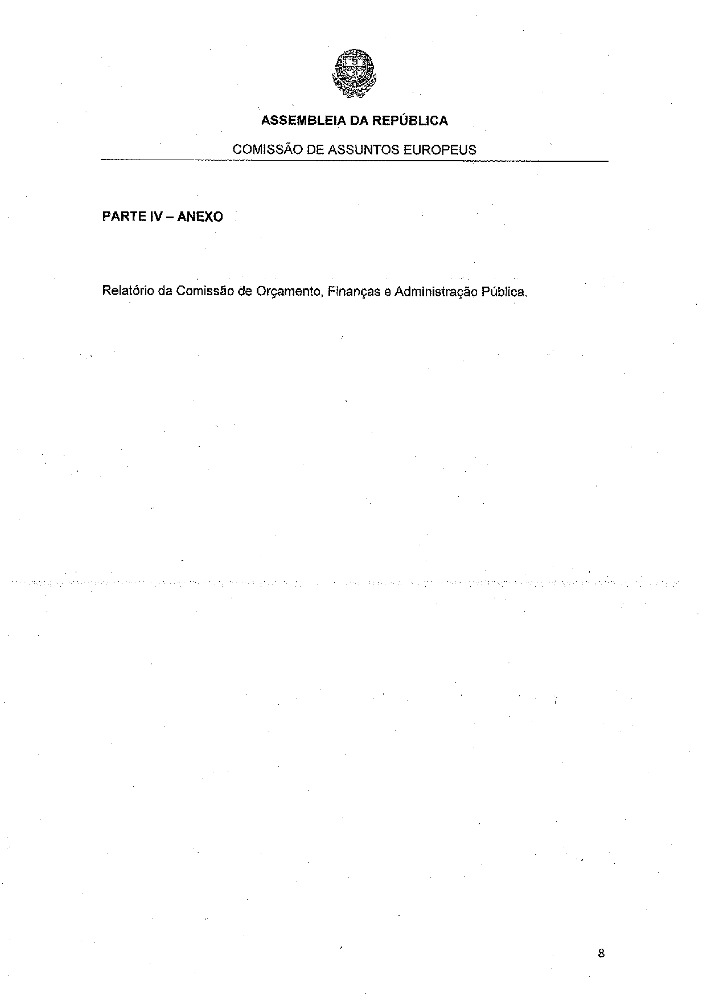 ASSEMBLEIA DA REPÚBLICA
COMISSÃO DE ASSUNTOS EUROPEUS
PARTE IV – ANEXO
Relatório da Comissão de Orçamento, Finanças e Administração Pública.
8